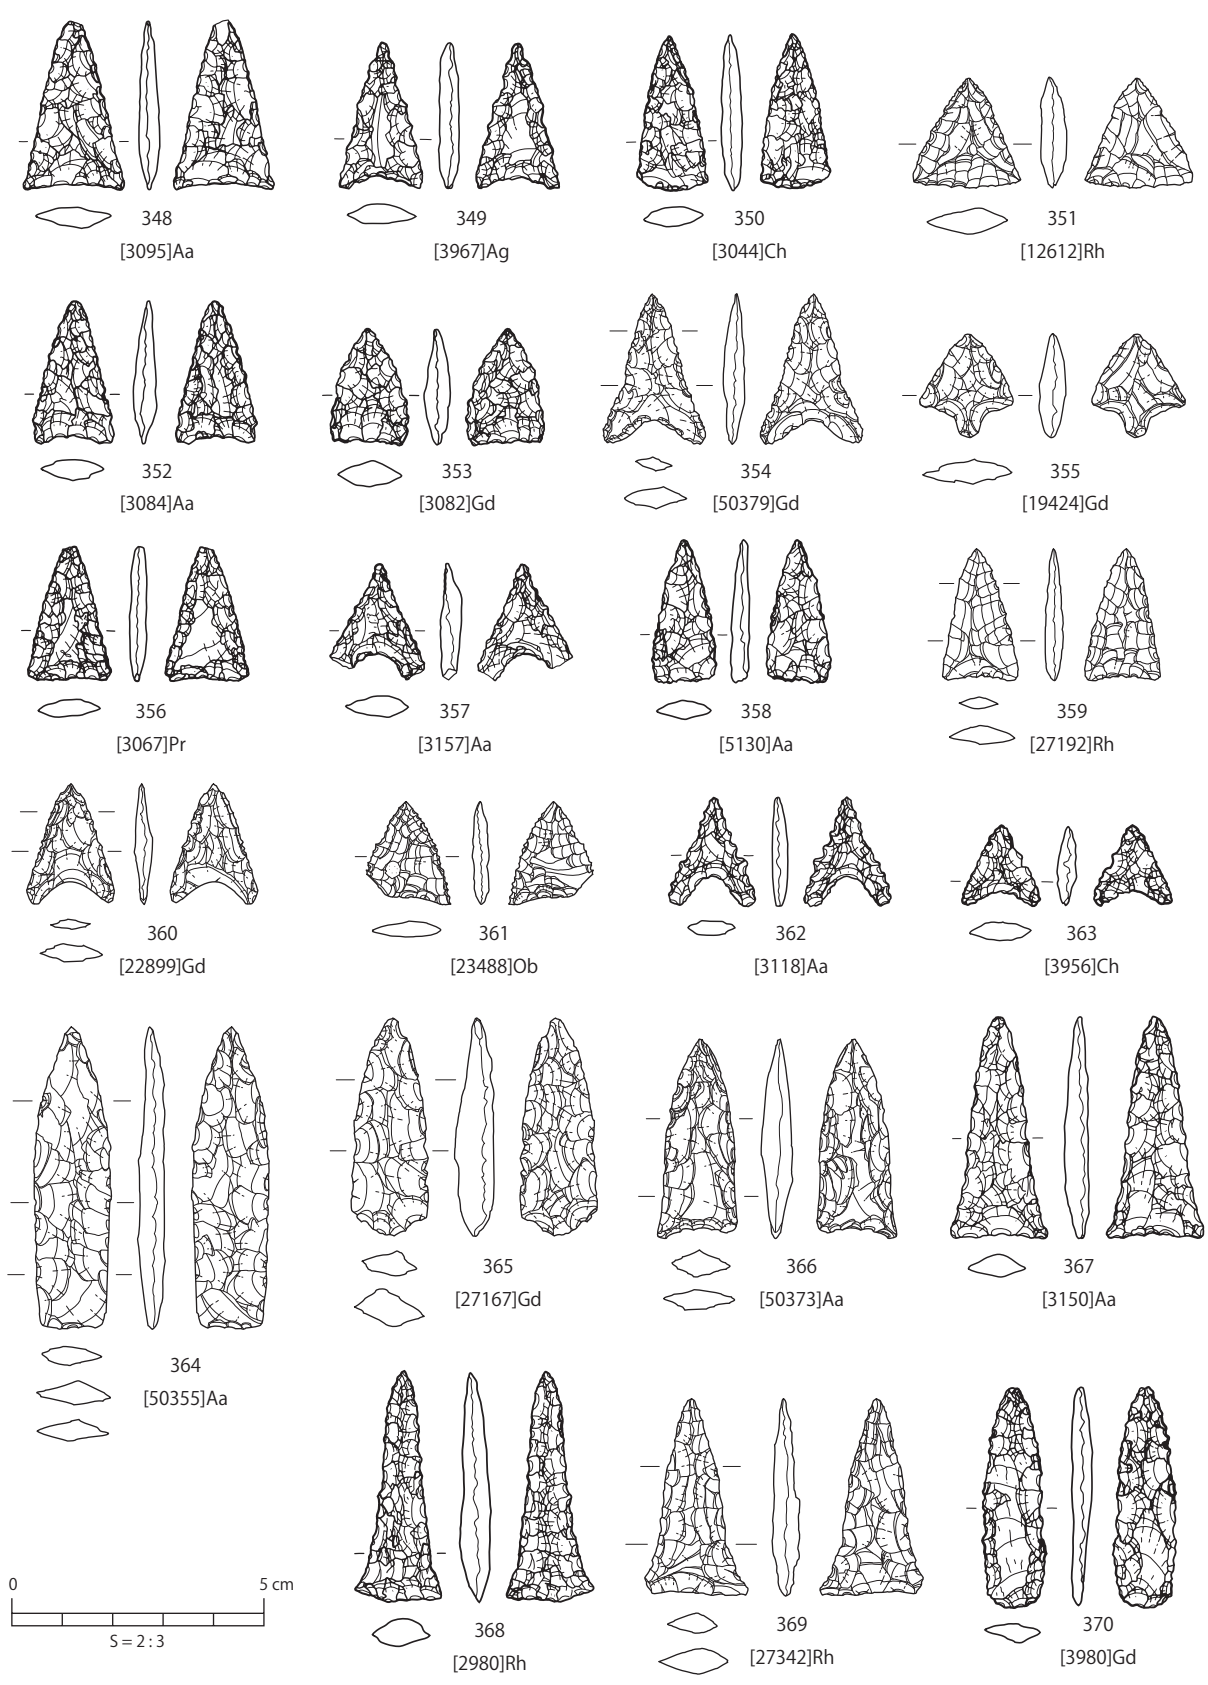 348
[3095]Aa
349
[3967]Ag
350
[3044]Ch
351
[12612]Rh
352
[3084]Aa
353
[3082]Gd
354
[50379]Gd
355
[19424]Gd
356
[3067]Pr
357
[3157]Aa
358
[5130]Aa
359
[27192]Rh
360
[22899]Gd
361
[23488]Ob
362
[3118]Aa
363
[3956]Ch
364
[50355]Aa
365
[27167]Gd
366
[50373]Aa
367
[3150]Aa
368
[2980]Rh
369
[27342]Rh
370
[3980]Gd
0 5 cm
S = 2 : 3